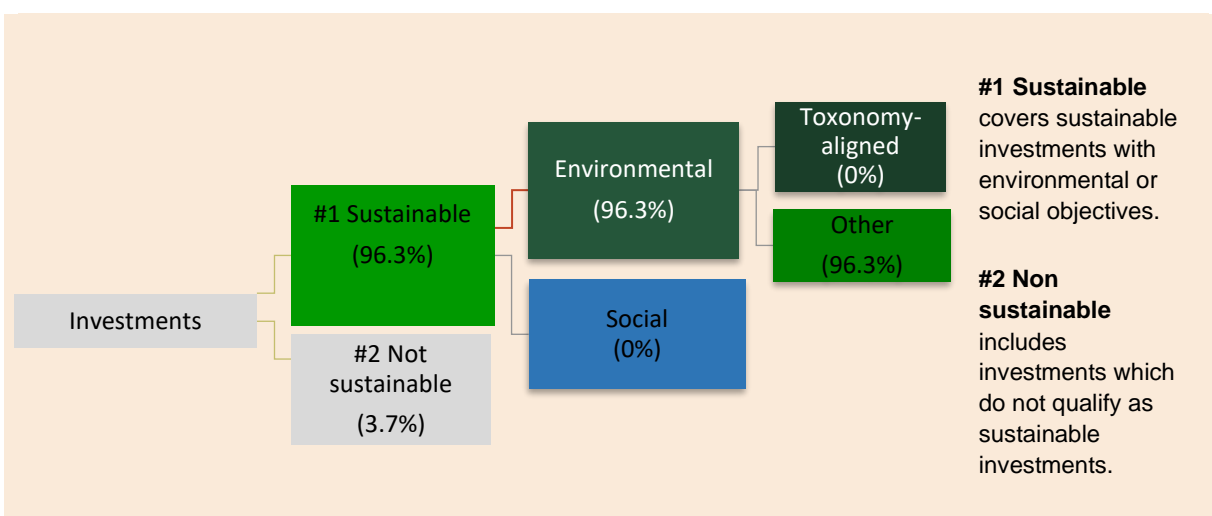 Investments
#1 Sustainable
(96.3%)
#2 Not
sustainable
(3.7%)
Environmental
(96.3%)
Social
(0%)
Toxonomy-
aligned
(0%)
Other
(96.3%)
#1 Sustainable
covers sustainable
investments with
environmental or
social objectives.
#2 Non
sustainable
includes
investments which
do not qualify as
sustainable
investments.